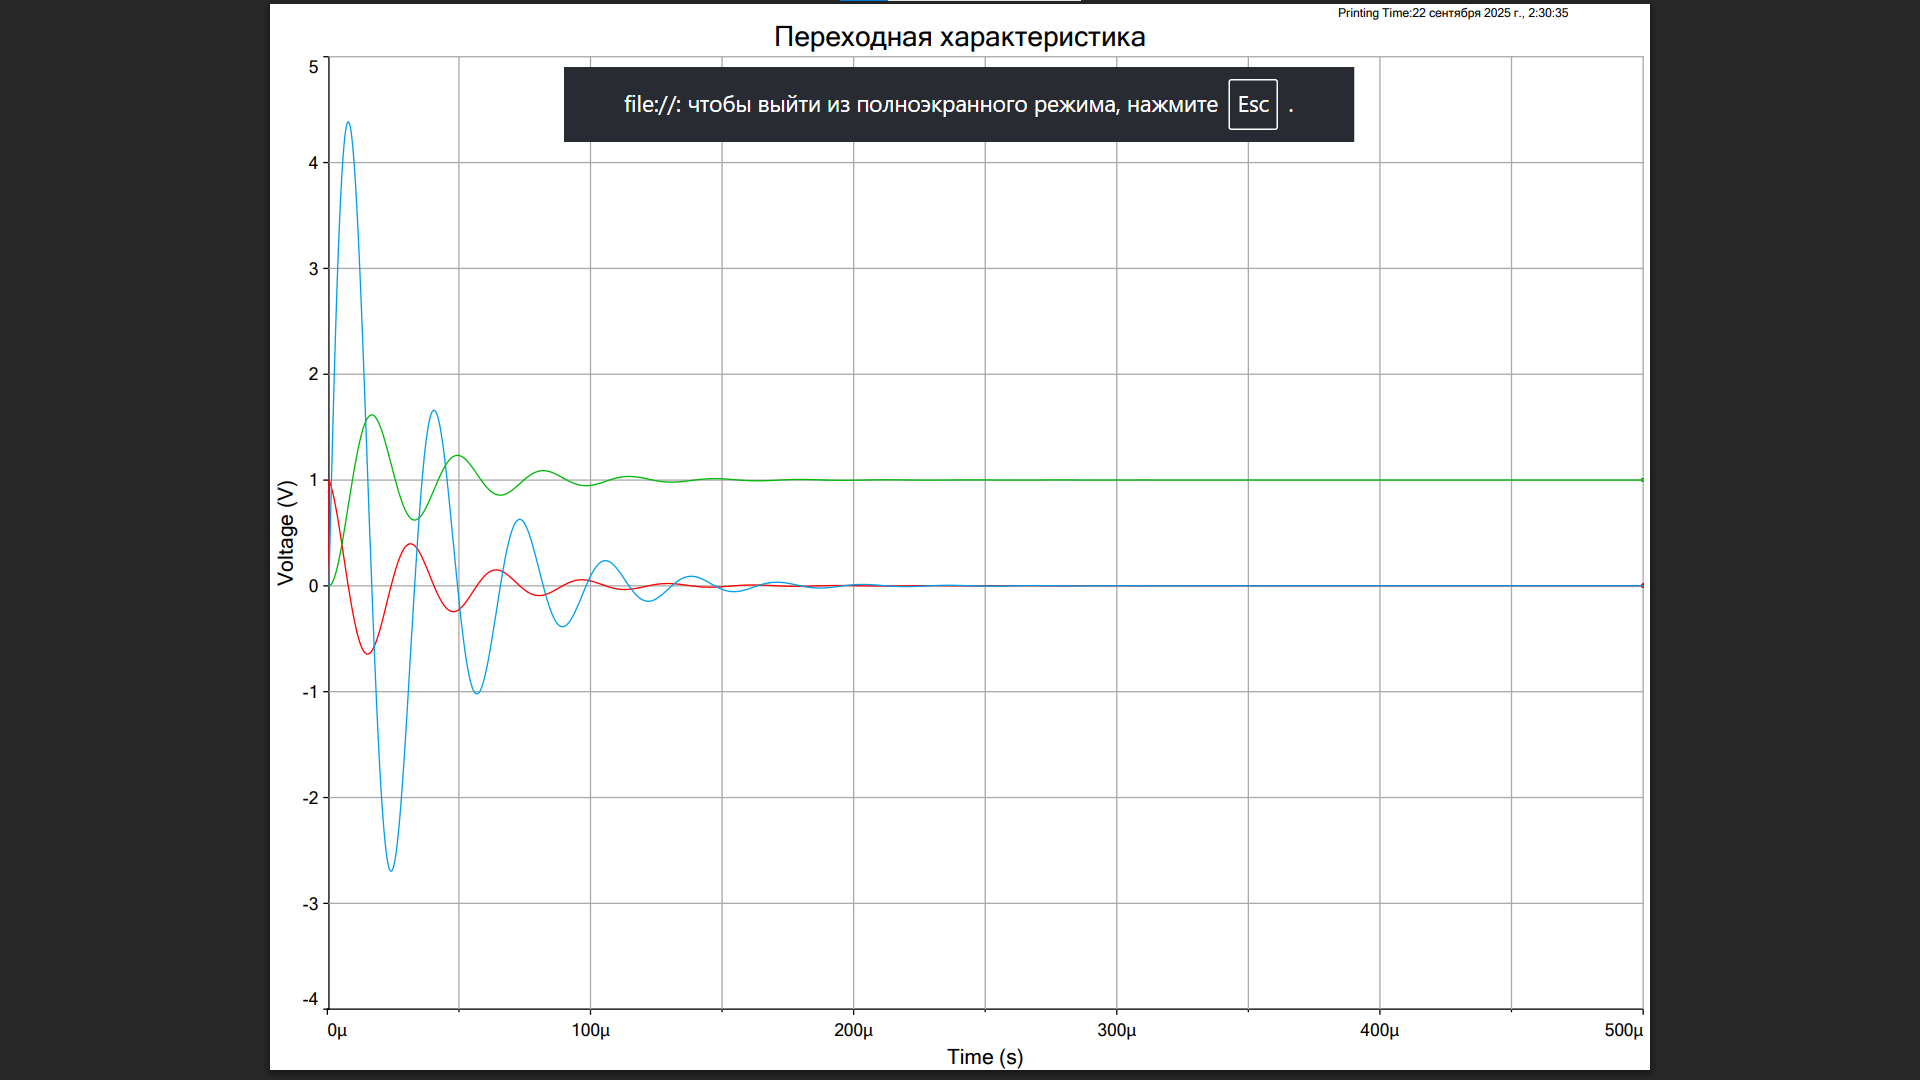 Printing Time:22 сентября 2025 г., 2:30:35
Переходная характеристика
file://: чтобы выйти из полноэкранного режима, нажмите Esc .
5
4
3
2
1
0
-1
-2
-3
-4
Voltage (V)
0µ 100µ 200µ 300µ 400µ 500µ
Time (s)